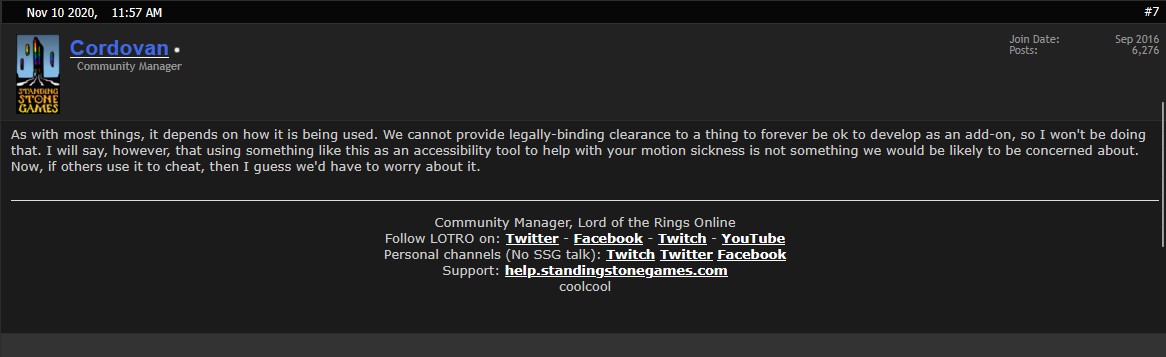 Nov 10 2020, 11:57 AM #7
Cordovan
Community Manager
STANDING
STONE
GAMES
Join Date: Sep 2016
Posts: 6,276
As with most things, it depends on how it is being used. We cannot provide legally-binding clearance to a thing to forever be ok to develop as an add-on, so I won't be doing
that. I will say, however, that using something like this as an accessibility tool to help with your motion sickness is not something we would be likely to be concerned about.
Now, if others use it to cheat, then I guess we'd have to worry about it.
Community Manager, Lord of the Rings Online
Follow LOTRO on: Twitter - Facebook - Twitch - YouTube
Personal channels (No SSG talk): Twitch Twitter Facebook
Support: help.standingstonegames.com
coolcool